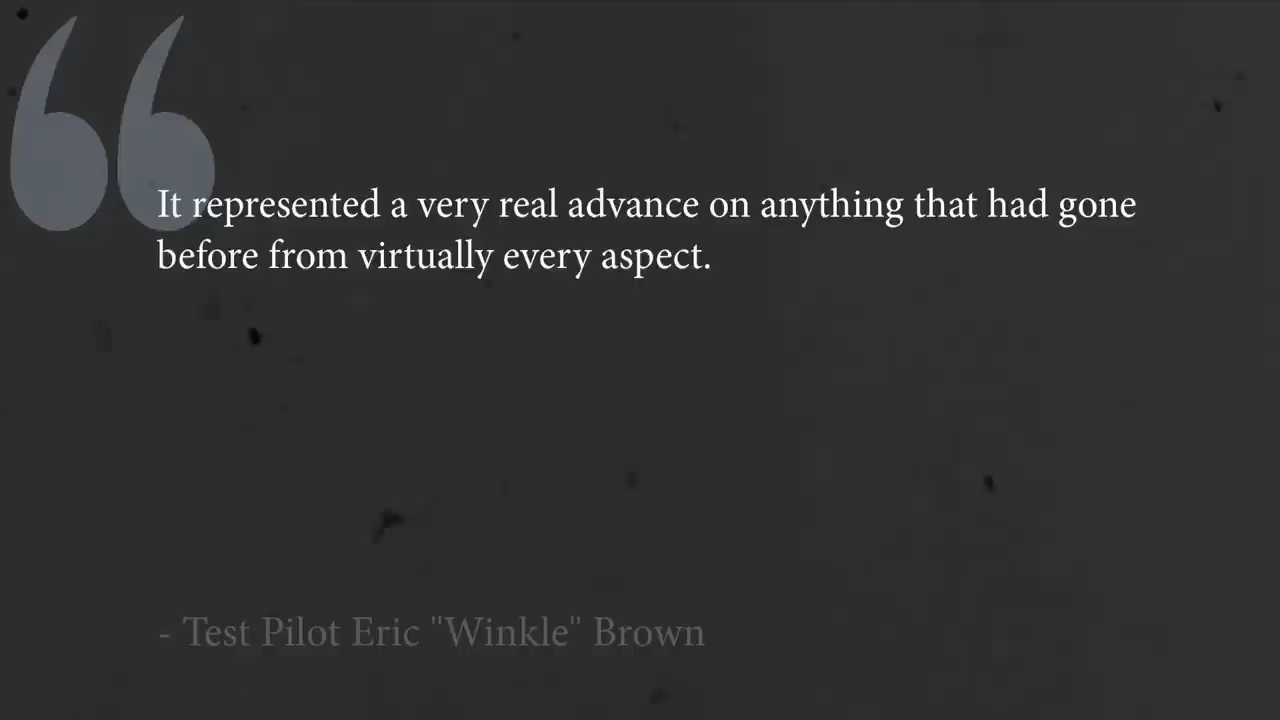 It represented a very real advance on anything that had gone
before from virtually every aspect.
- Test Pilot Eric "Winkle" Brown